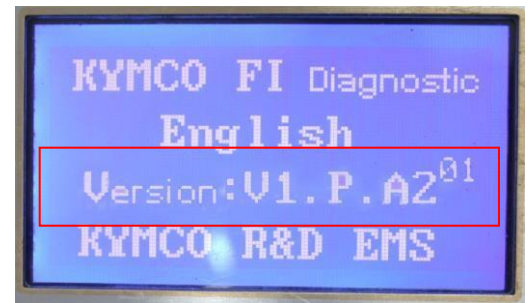 KYMCO FI Diagnostic
English
Version:V1.P.A2⁰¹
KYMCO R&D EMS